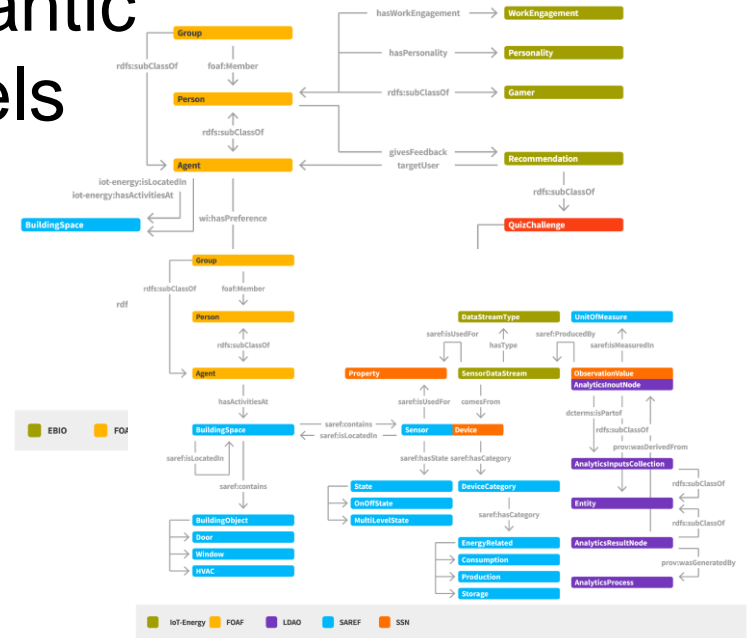 antic
els
Group
rdfs:subClassOf
foaf:Member
Person
rdfs:subClassOf
Agent
iot-energy:isLocatedIn
iot-energy:hasActivitiesAt
BuildingSpace
wi:hasPreference
hasWorkEngagement
WorkEngagement
hasPersonality
Personality
rdfs:subClassOf
Gamer
givesFeedback
targetUser
Recommendation
rdfs:subClassOf
QuizChallenge
rdf
EBIO
FOA
Group
rdfs:subClassOf
foaf:Member
Person
rdfs:subClassOf
Agent
hasActivitiesAt
BuildingSpace
saref:isLocatedIn
saref:contains
BuildingObject
Door
Window
HVAC
saref:contains
saref:isLocatedIn
DataStreamType
UnitOfMeasure
saref:isUsedFor
hasType
saref:ProducedBy
saref:isMeasuredIn
Property
SensorDataStream
ObservationValue
AnalyticsInoutNode
saref:isUsedFor
comesFrom
dcterms:isPartof
Sensor
Device
rdfs:subClassOf
prov:wasDerivedFrom
saref:hasState
saref:hasCategory
AnalyticsInputsCollection
rdfs:subClassOf
State
DeviceCategory
OnOffState
Entity
MultiLevelState
saref:hasCategory
rdfs:subClassOf
EnergyRelated
AnalyticsResultNode
Consumption
prov:wasGeneratedBy
Production
AnalyticsProcess
Storage
IoT-Energy
FOAF
LDAO
SAREF
SSN